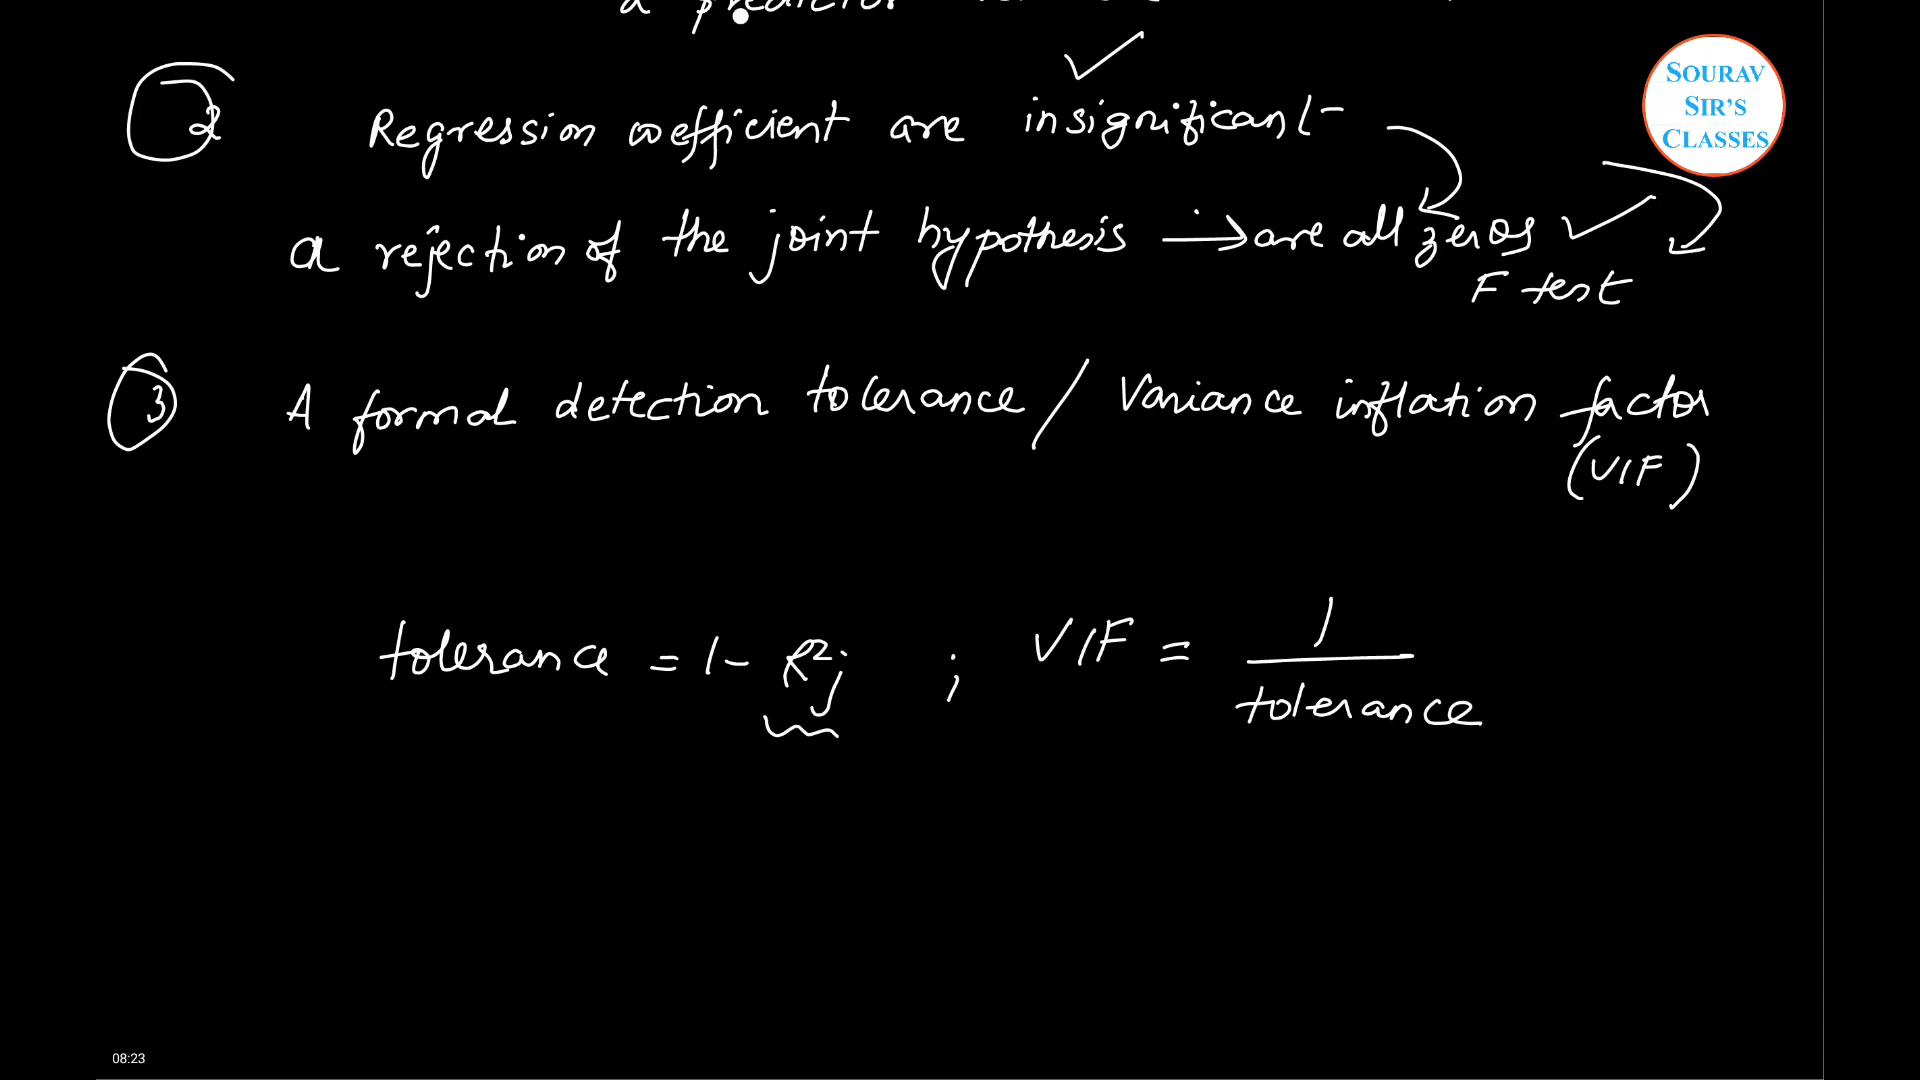 a predictor
SOURAV
SIR'S
CLASSES
2 Regression coefficient are insignificant
a rejection of the joint hypothesis → are all zeros
F test
3 A formal detection tolerance / Variance inflation factor
(VIF)
tolerance = 1 - R²j ; VIF = 1 / tolerance
08:23